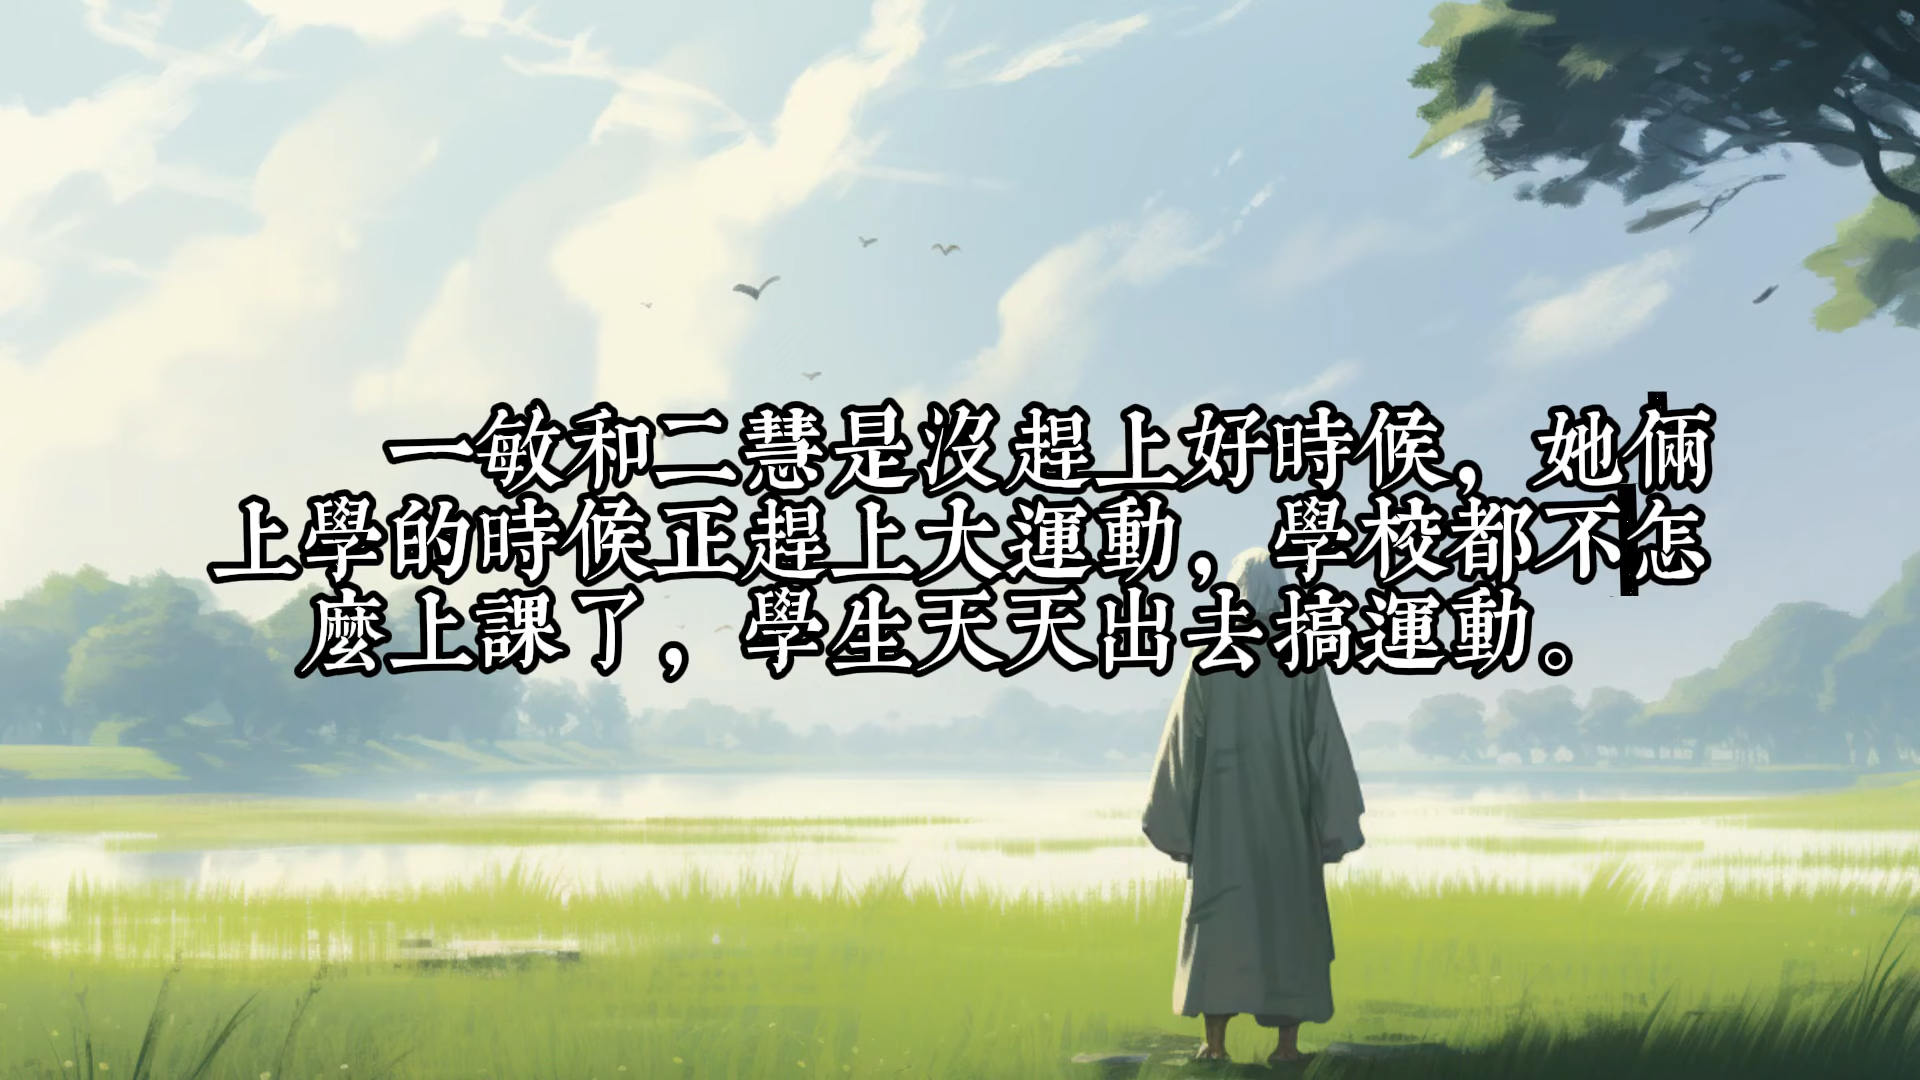 一敏和二慧是沒趕上好時候，她倆
上學的時候正趕上大運動，學校都不怎
麼上課了，學生天天出去搞運動。